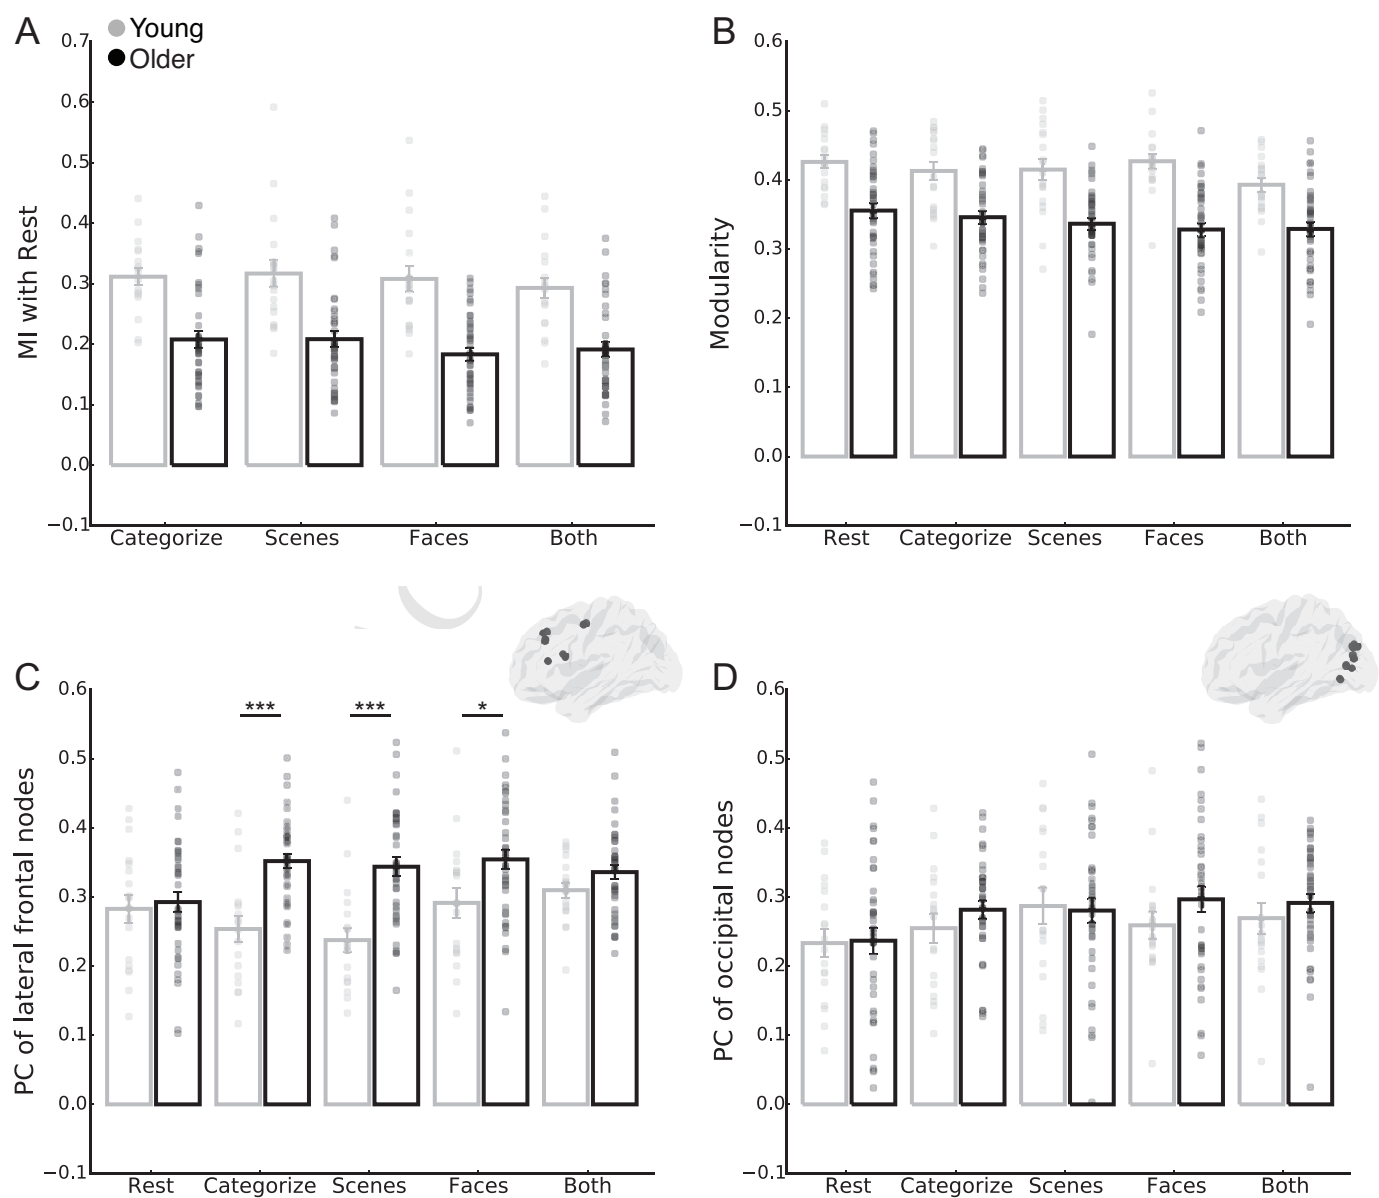 A
Young
Older
0.7
0.6
0.5
0.4
0.3
0.2
0.1
0.0
−0.1
MI with Rest
Categorize Scenes Faces Both
B
0.6
0.5
0.4
0.3
0.2
0.1
0.0
−0.1
Modularity
Rest Categorize Scenes Faces Both
C
0.6
0.5
0.4
0.3
0.2
0.1
0.0
−0.1
PC of lateral frontal nodes
*** *** *
Rest Categorize Scenes Faces Both
D
0.6
0.5
0.4
0.3
0.2
0.1
0.0
−0.1
PC of occipital nodes
Rest Categorize Scenes Faces Both